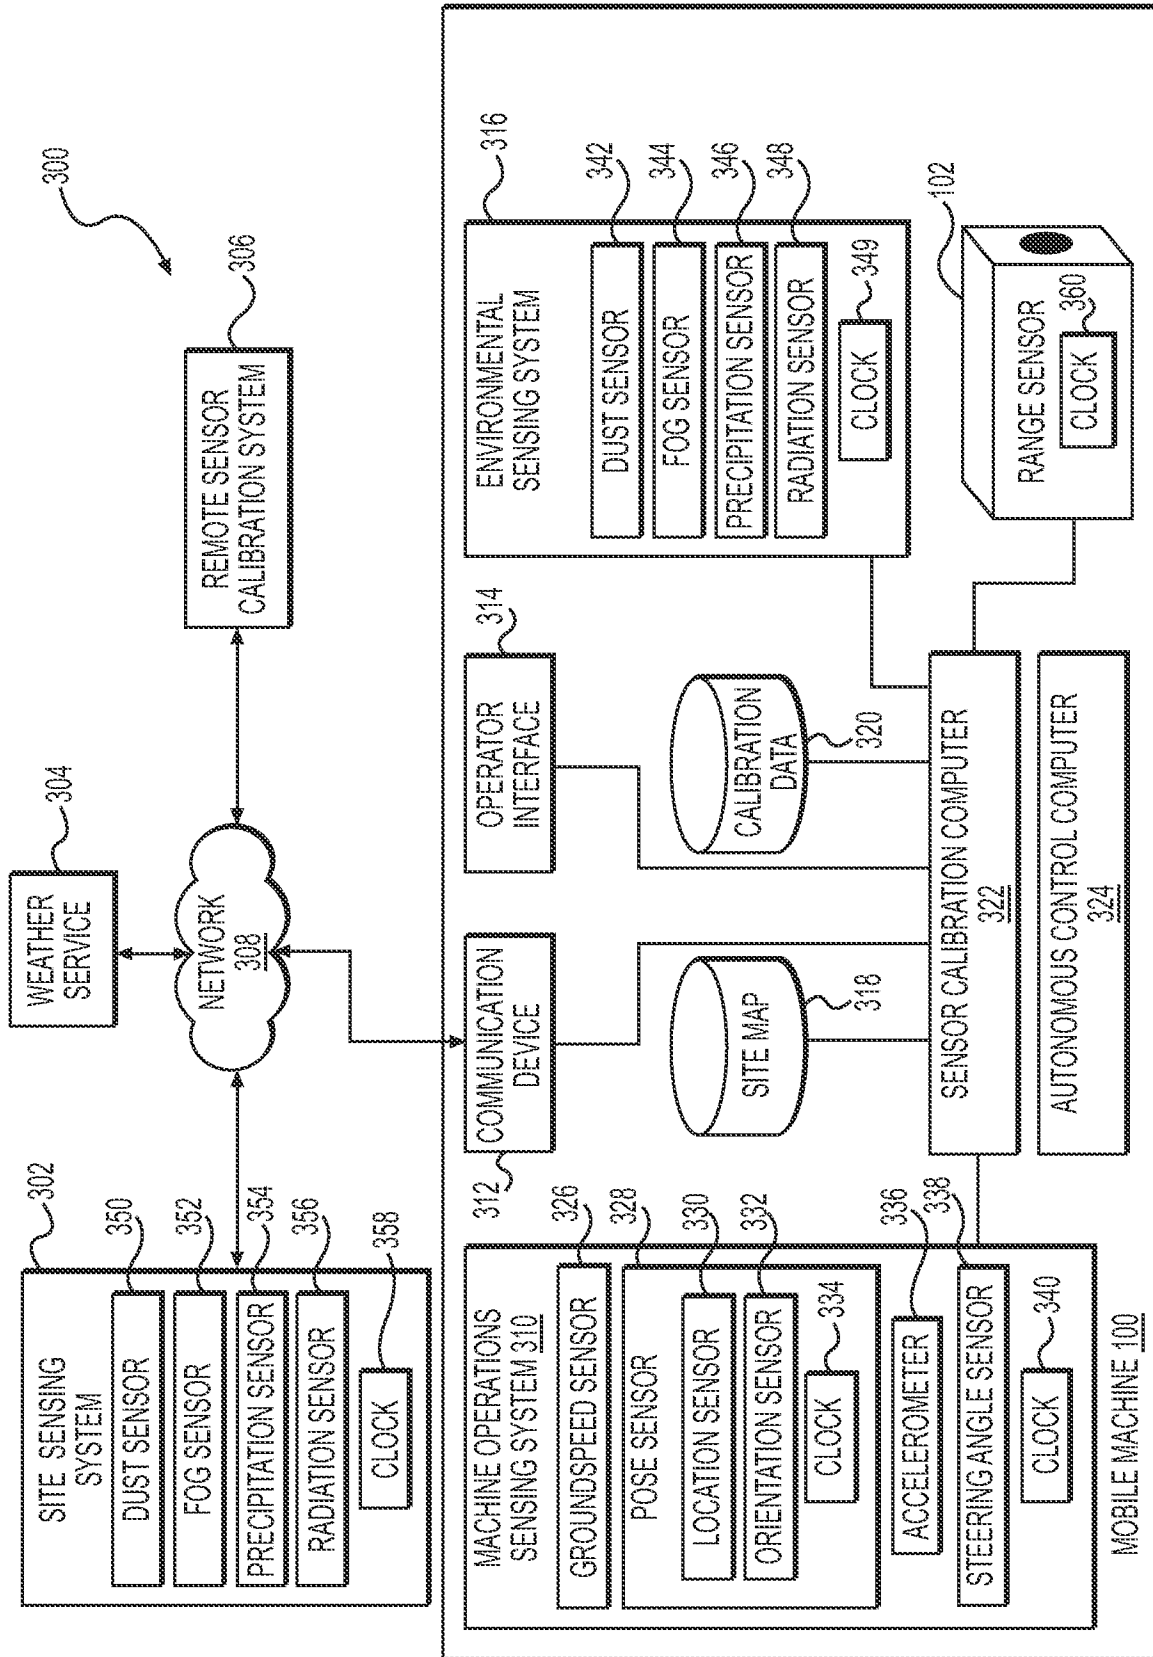 300
WEATHER
SERVICE
304
SITE SENSING
SYSTEM
302
DUST SENSOR
350
FOG SENSOR
352
PRECIPITATION SENSOR
354
RADIATION SENSOR
356
CLOCK
358
NETWORK
308
REMOTE SENSOR
CALIBRATION SYSTEM
306
MACHINE OPERATIONS
SENSING SYSTEM 310
GROUNDSPEED SENSOR
326
POSE SENSOR
328
LOCATION SENSOR
330
ORIENTATION SENSOR
332
CLOCK
334
ACCELEROMETER
336
STEERING ANGLE SENSOR
338
CLOCK
340
COMMUNICATION
DEVICE
312
OPERATOR
INTERFACE
314
SITE MAP
318
CALIBRATION
DATA
320
SENSOR CALIBRATION COMPUTER
322
AUTONOMOUS CONTROL COMPUTER
324
ENVIRONMENTAL
SENSING SYSTEM
316
DUST SENSOR
342
FOG SENSOR
344
PRECIPITATION SENSOR
346
RADIATION SENSOR
348
CLOCK
349
RANGE SENSOR
102
CLOCK
360
MOBILE MACHINE 100